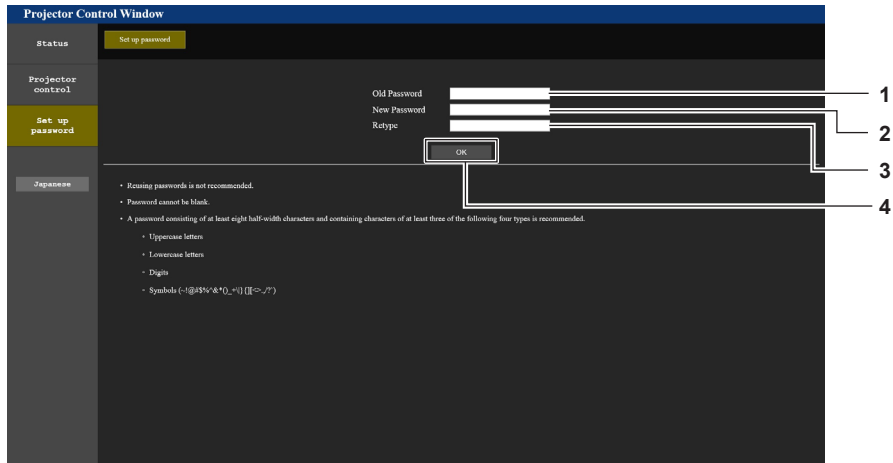 Projector Control Window
Status
Set up password
Projector
control
Set up
password
Japanese
Old Password
New Password
Retype
OK
• Reusing passwords is not recommended.
• Password cannot be blank.
• A password consisting of at least eight half-width characters and containing characters of at least three of the following four types is recommended.
◦ Uppercase letters
◦ Lowercase letters
◦ Digits
◦ Symbols (~!@#$%^&*()_+\|}{][<>.,/?`)
1
2
3
4